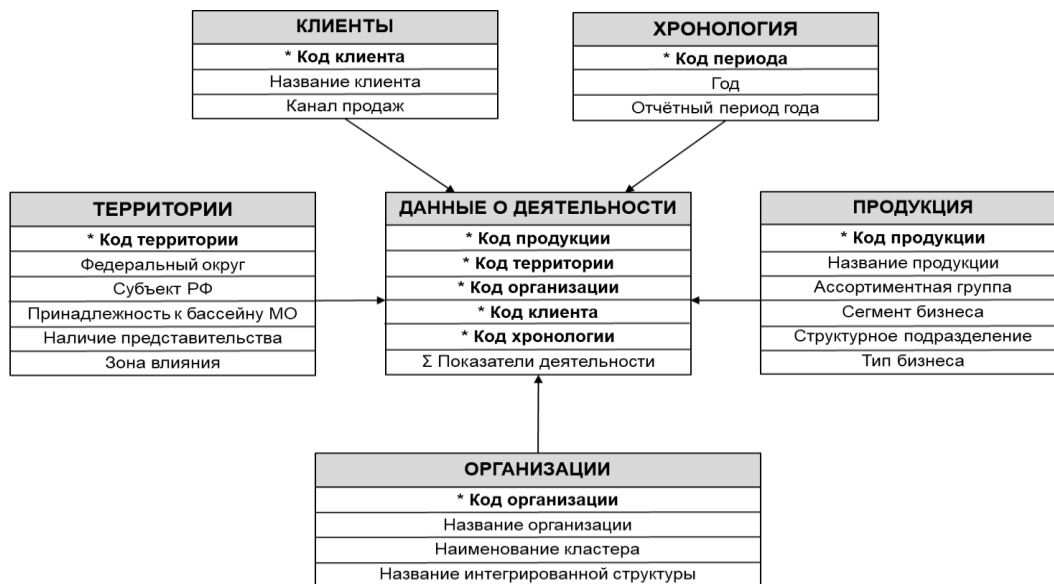 КЛИЕНТЫ
* Код клиента
Название клиента
Канал продаж
ХРОНОЛОГИЯ
* Код периода
Год
Отчётный период года
ТЕРРИТОРИИ
* Код территории
Федеральный округ
Субъект РФ
Принадлежность к бассейну МО
Наличие представительства
Зона влияния
ДАННЫЕ О ДЕЯТЕЛЬНОСТИ
* Код продукции
* Код территории
* Код организации
* Код клиента
* Код хронологии
Σ Показатели деятельности
ПРОДУКЦИЯ
* Код продукции
Название продукции
Ассортиментная группа
Сегмент бизнеса
Структурное подразделение
Тип бизнеса
ОРГАНИЗАЦИИ
* Код организации
Название организации
Наименование кластера
Название интегрированной структуры